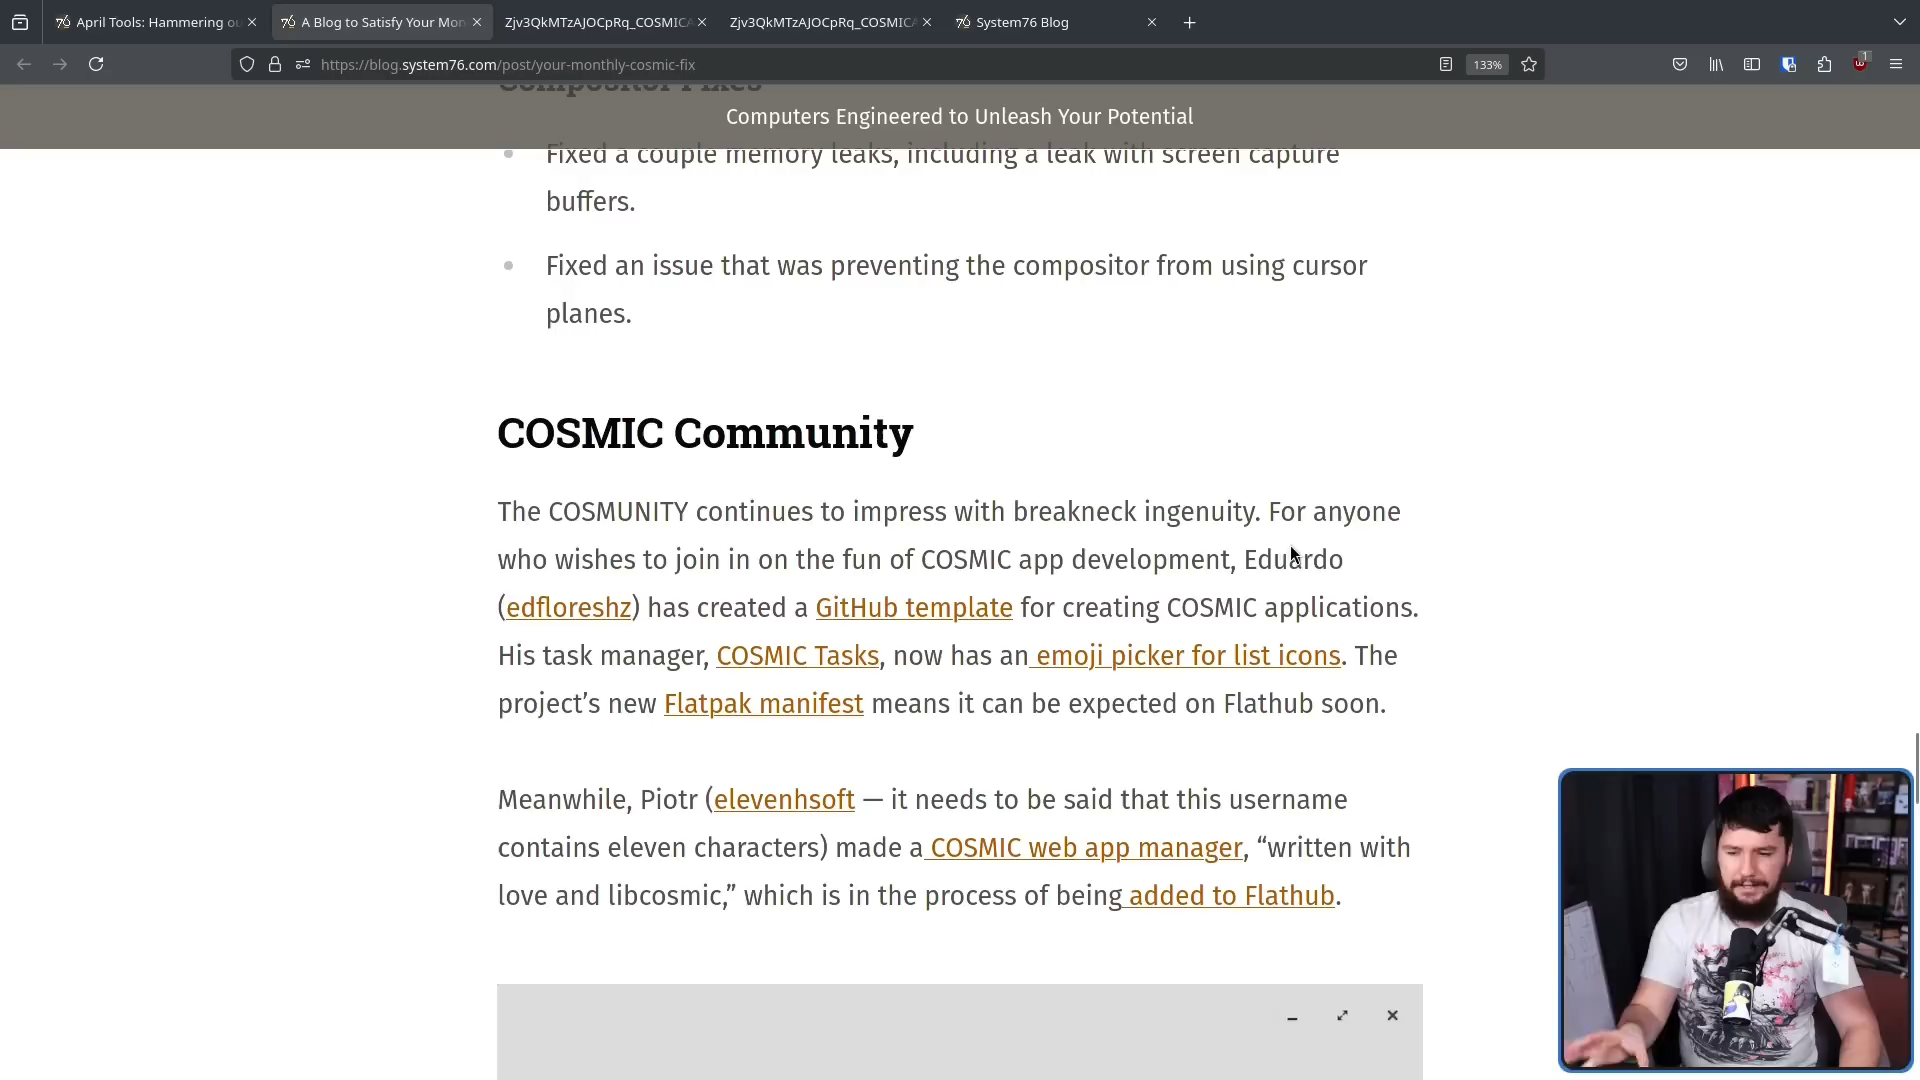 April Tools: Hammering ou
A Blog to Satisfy Your Mon
Zjv3QkMTzAJOCpRq_COSMICA
Zjv3QkMTzAJOCpRq_COSMICA
System76 Blog
https://blog.system76.com/post/your-monthly-cosmic-fix
133%
1
Compositor Fixes
Computers Engineered to Unleash Your Potential
• Fixed a couple memory leaks, including a leak with screen capture
buffers.
• Fixed an issue that was preventing the compositor from using cursor
planes.
COSMIC Community
The COSMUNITY continues to impress with breakneck ingenuity. For anyone
who wishes to join in on the fun of COSMIC app development, Eduardo
(edfloreshz) has created a GitHub template for creating COSMIC applications.
His task manager, COSMIC Tasks, now has an emoji picker for list icons. The
project’s new Flatpak manifest means it can be expected on Flathub soon.
Meanwhile, Piotr (elevenhsoft — it needs to be said that this username
contains eleven characters) made a COSMIC web app manager, “written with
love and libcosmic,” which is in the process of being added to Flathub.